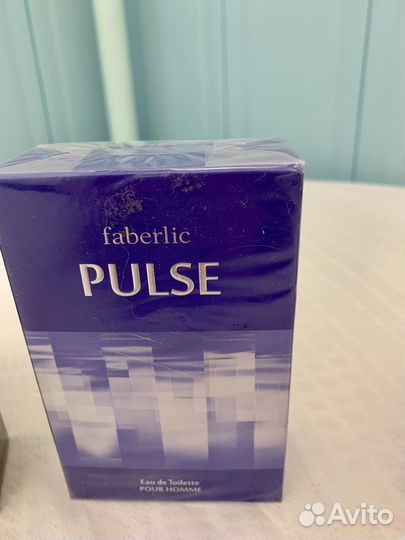 faberlic
PULSE
Eau de Toilette
POUR HOMME
Avito